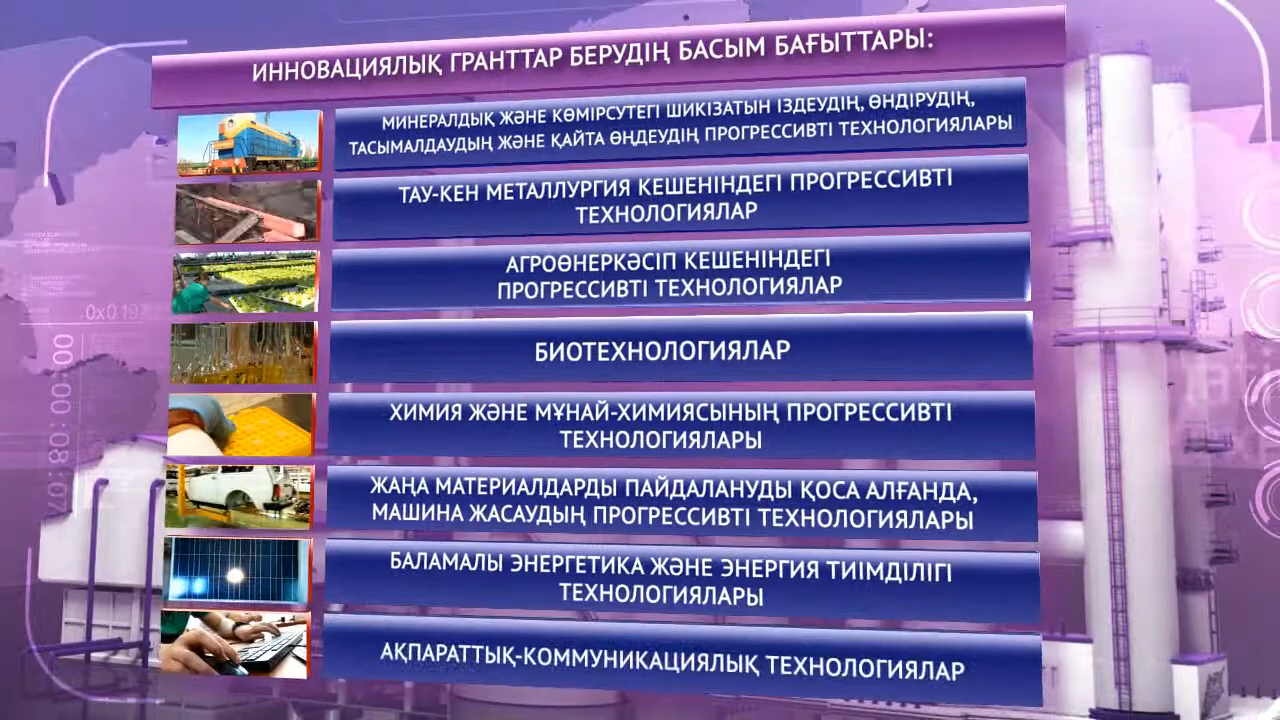 ИННОВАЦИЯЛЫҚ ГРАНТТАР БЕРУДІҢ БАСЫМ БАҒЫТТАРЫ:
МИНЕРАЛДЫҚ ЖӘНЕ КӨМІРСУТЕГІ ШИКІЗАТЫН ІЗДЕУДІҢ, ӨНДІРУДІҢ,
ТАСЫМАЛДАУДЫҢ ЖӘНЕ ҚАЙТА ӨҢДЕУДІҢ ПРОГРЕССИВТІ ТЕХНОЛОГИЯЛАРЫ
ТАУ-КЕН МЕТАЛЛУРГИЯ КЕШЕНІНДЕГІ ПРОГРЕССИВТІ
ТЕХНОЛОГИЯЛАР
АГРОӨНЕРКӘСІП КЕШЕНІНДЕГІ
ПРОГРЕССИВТІ ТЕХНОЛОГИЯЛАР
БИОТЕХНОЛОГИЯЛАР
ХИМИЯ ЖӘНЕ МҰНАЙ-ХИМИЯСЫНЫҢ ПРОГРЕССИВТІ
ТЕХНОЛОГИЯЛАРЫ
ЖАҢА МАТЕРИАЛДАРДЫ ПАЙДАЛАНУДЫ ҚОСА АЛҒАНДА,
МАШИНА ЖАСАУДЫҢ ПРОГРЕССИВТІ ТЕХНОЛОГИЯЛАРЫ
БАЛАМАЛЫ ЭНЕРГЕТИКА ЖӘНЕ ЭНЕРГИЯ ТИІМДІЛІГІ
ТЕХНОЛОГИЯЛАРЫ
АҚПАРАТТЫҚ-КОММУНИКАЦИЯЛЫҚ ТЕХНОЛОГИЯЛАР